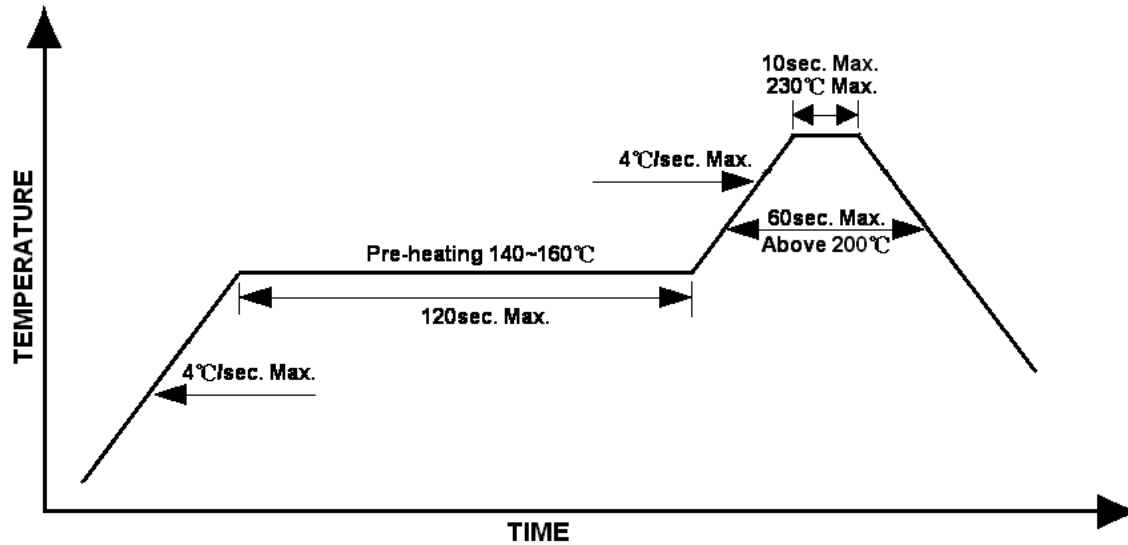 10sec. Max.
230℃ Max.
4℃/sec. Max.
60sec. Max.
Above 200℃
Pre-heating 140~160℃
120sec. Max.
4℃/sec. Max.
TEMPERATURE
TIME